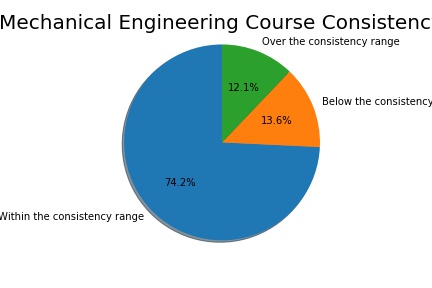 Mechanical Engineering Course Consistenc
Over the consistency range
12.1%
Below the consistency
13.6%
74.2%
Within the consistency range